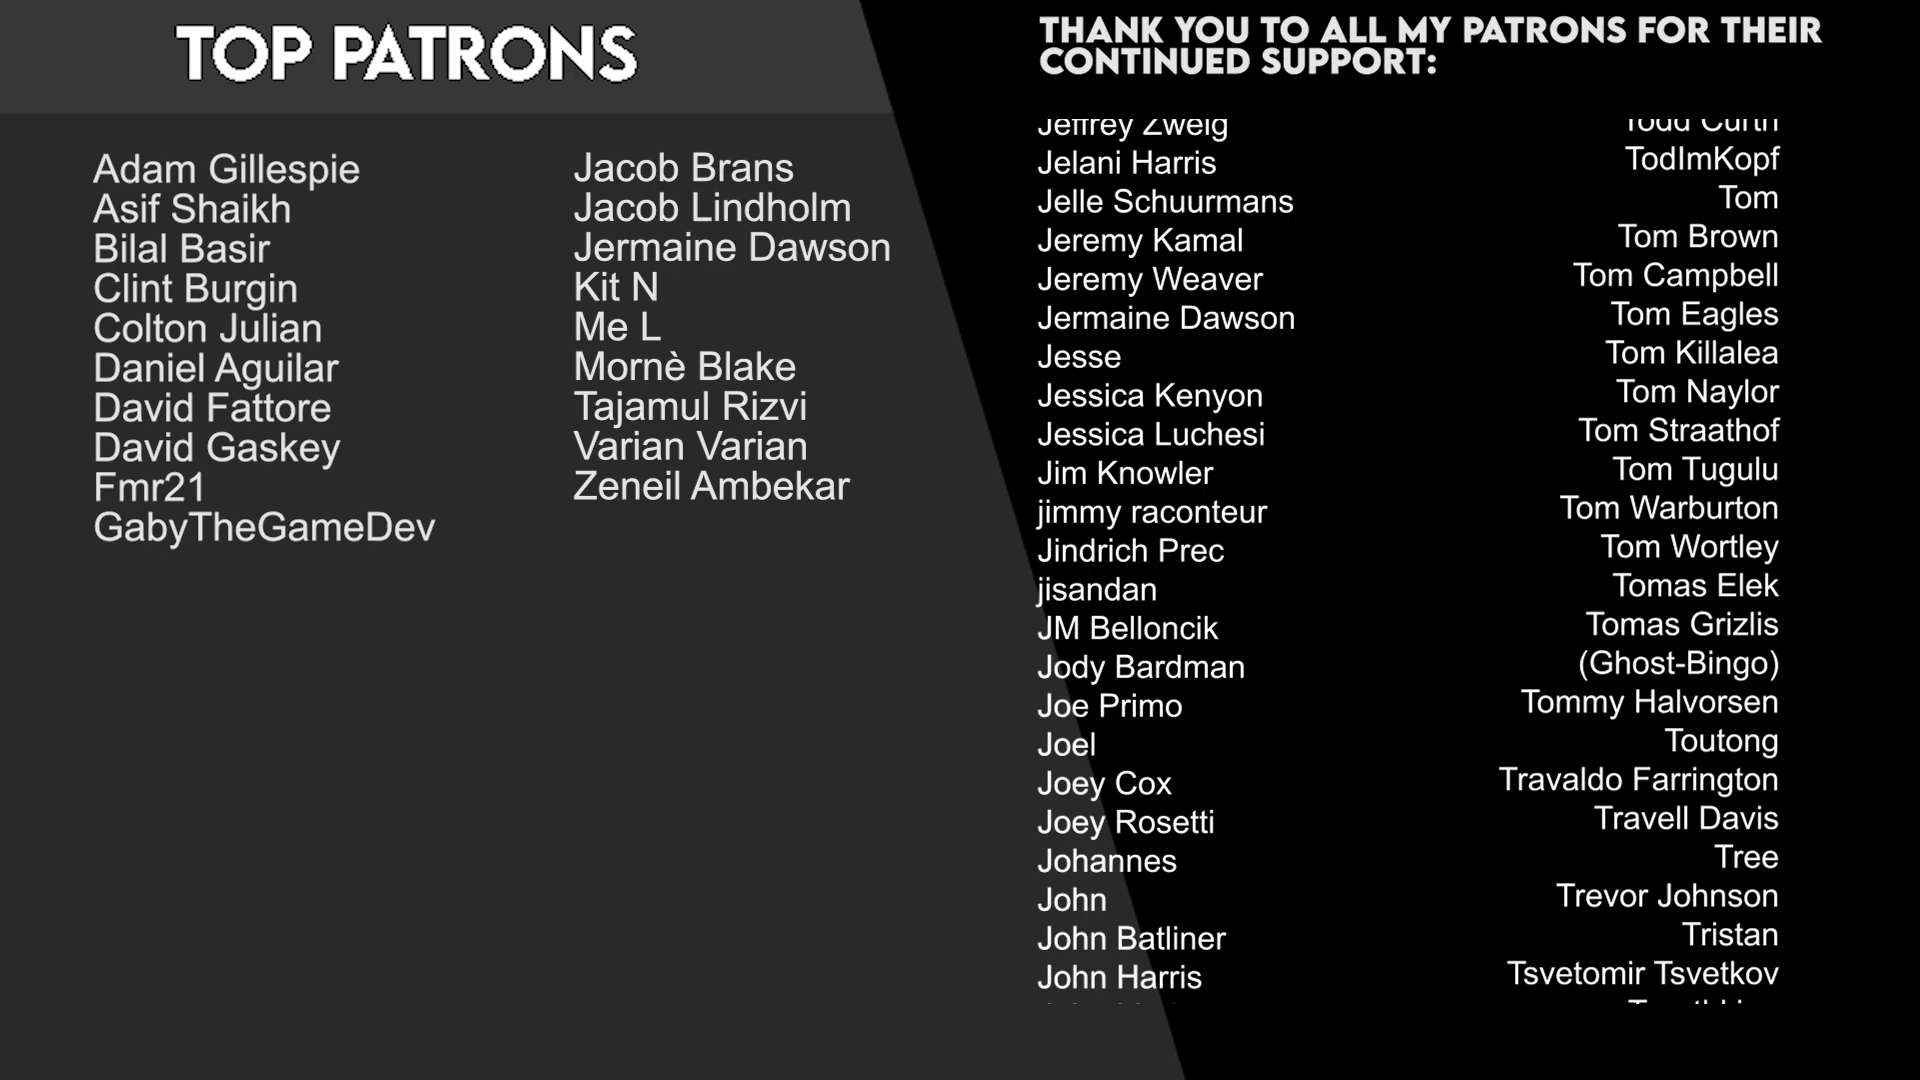 TOP PATRONS
Adam Gillespie
Asif Shaikh
Bilal Basir
Clint Burgin
Colton Julian
Daniel Aguilar
David Fattore
David Gaskey
Fmr21
GabyTheGameDev
Jacob Brans
Jacob Lindholm
Jermaine Dawson
Kit N
Me L
Mornè Blake
Tajamul Rizvi
Varian Varian
Zeneil Ambekar
THANK YOU TO ALL MY PATRONS FOR THEIR
CONTINUED SUPPORT:
Jeffrey Zweig
Jelani Harris
Jelle Schuurmans
Jeremy Kamal
Jeremy Weaver
Jermaine Dawson
Jesse
Jessica Kenyon
Jessica Luchesi
Jim Knowler
jimmy raconteur
Jindrich Prec
jisandan
JM Belloncik
Jody Bardman
Joe Primo
Joel
Joey Cox
Joey Rosetti
Johannes
John
John Batliner
John Harris
Todd Curth
TodImKopf
Tom
Tom Brown
Tom Campbell
Tom Eagles
Tom Killalea
Tom Naylor
Tom Straathof
Tom Tugulu
Tom Warburton
Tom Wortley
Tomas Elek
Tomas Grizlis
(Ghost-Bingo)
Tommy Halvorsen
Toutong
Travaldo Farrington
Travell Davis
Tree
Trevor Johnson
Tristan
Tsvetomir Tsvetkov